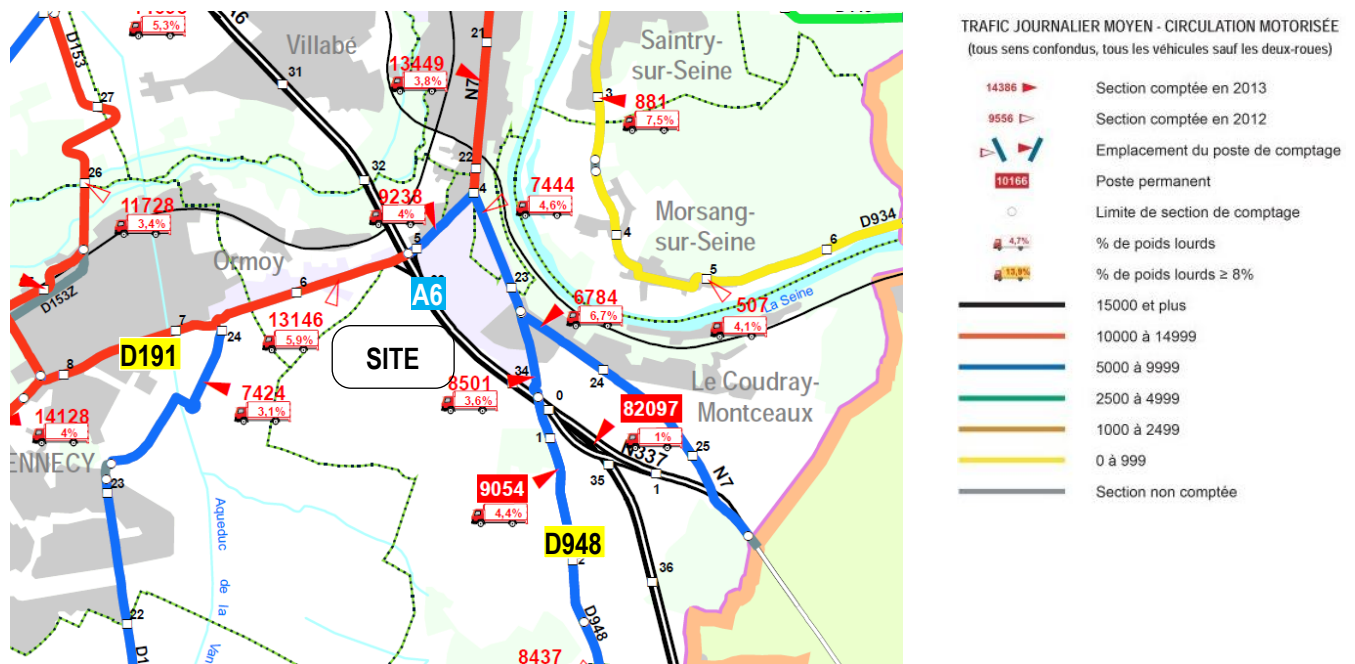 5,3%
D153
Villabé
31
21
13449
3,8%
N7
Saintry-
sur-Seine
3
881
7,5%
27
32
22
26
9238
4%
4
7444
4,6%
11728
3,4%
Morsang-
sur-Seine
4
D934
6
Ormoy
5
6
A6
23
5
D153Z
La Seine
6784
6,7%
507
4,1%
7
24
13146
5,9%
D191
SITE
8
34
24
Le Coudray-
Montceaux
7424
3,1%
8501
3,6%
0
82097
1%
14128
4%
1
N337
25
ENNECY
35
1
N7
23
9054
4,4%
Aqueduc de la Van
D948
2
36
22
D948
D1
8437
TRAFIC JOURNALIER MOYEN - CIRCULATION MOTORISÉE
(tous sens confondus, tous les véhicules sauf les deux-roues)
14386 Section comptée en 2013
9556 Section comptée en 2012
Emplacement du poste de comptage
10166 Poste permanent
Limite de section de comptage
4,7% % de poids lourds
13,9% % de poids lourds ≥ 8%
15000 et plus
10000 à 14999
5000 à 9999
2500 à 4999
1000 à 2499
0 à 999
Section non comptée